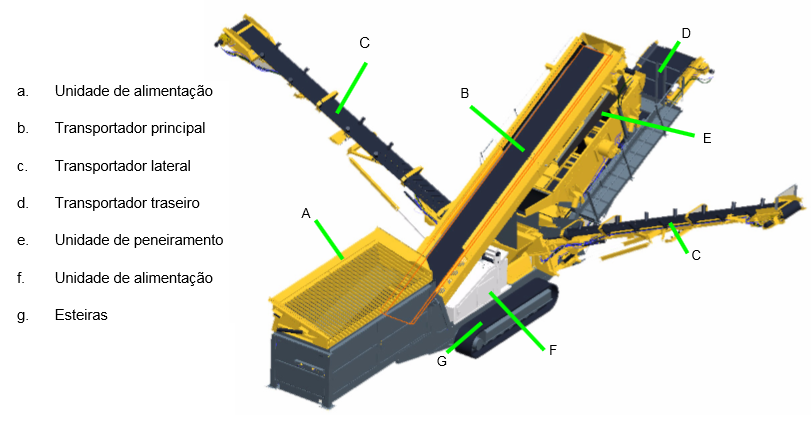 a. Unidade de alimentação
b. Transportador principal
c. Transportador lateral
d. Transportador traseiro
e. Unidade de peneiramento
f. Unidade de alimentação
g. Esteiras
C
D
B
E
A
C
F
G